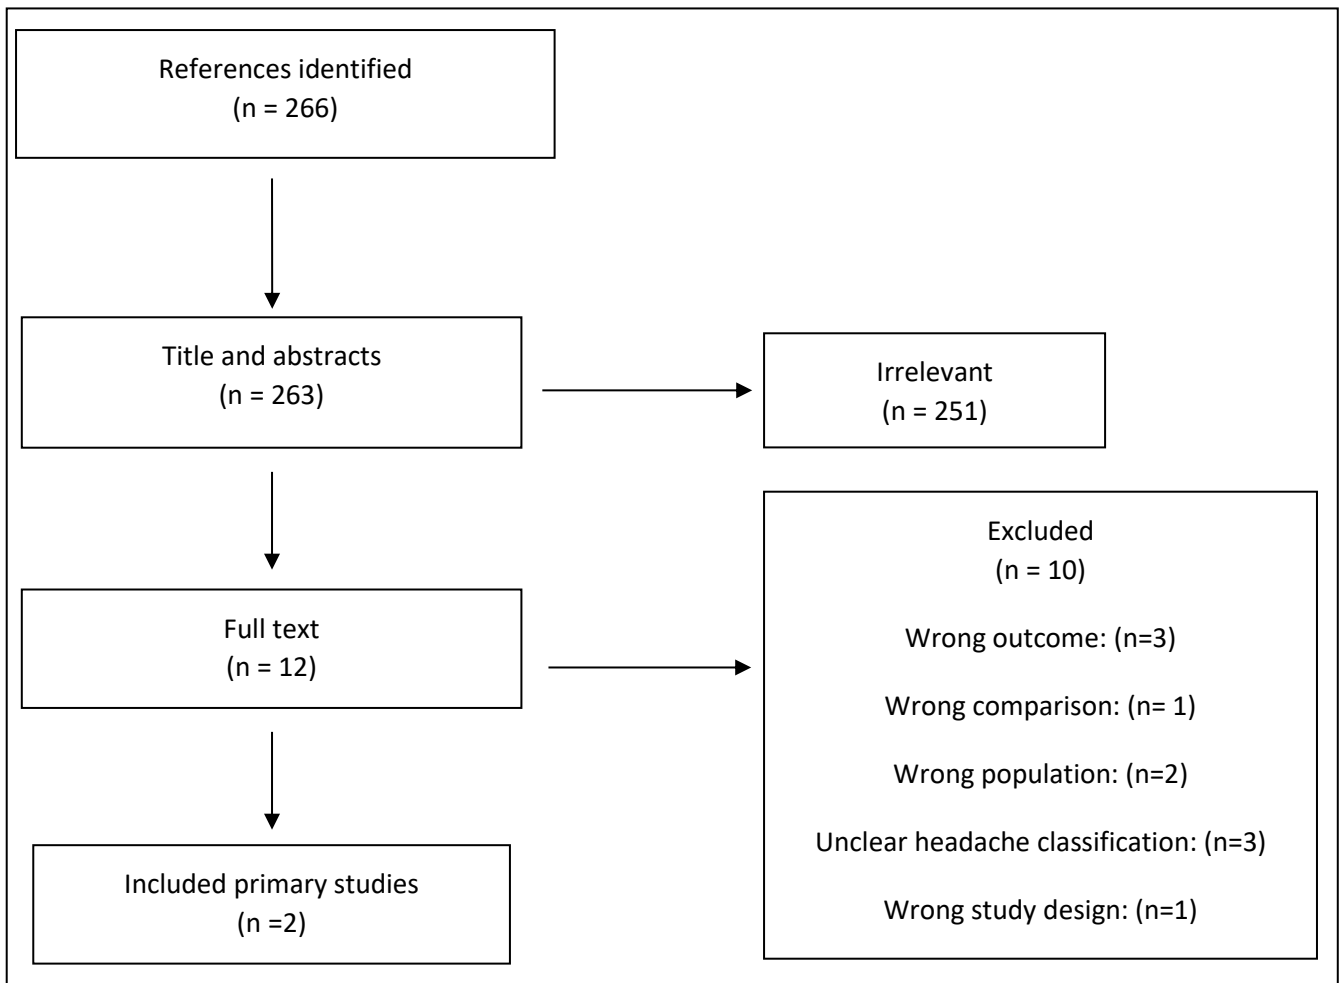 References identified
(n = 266)
Title and abstracts
(n = 263)
Irrelevant
(n = 251)
Full text
(n = 12)
Excluded
(n = 10)
Wrong outcome: (n=3)
Wrong comparison: (n= 1)
Wrong population: (n=2)
Unclear headache classification: (n=3)
Wrong study design: (n=1)
Included primary studies
(n =2)